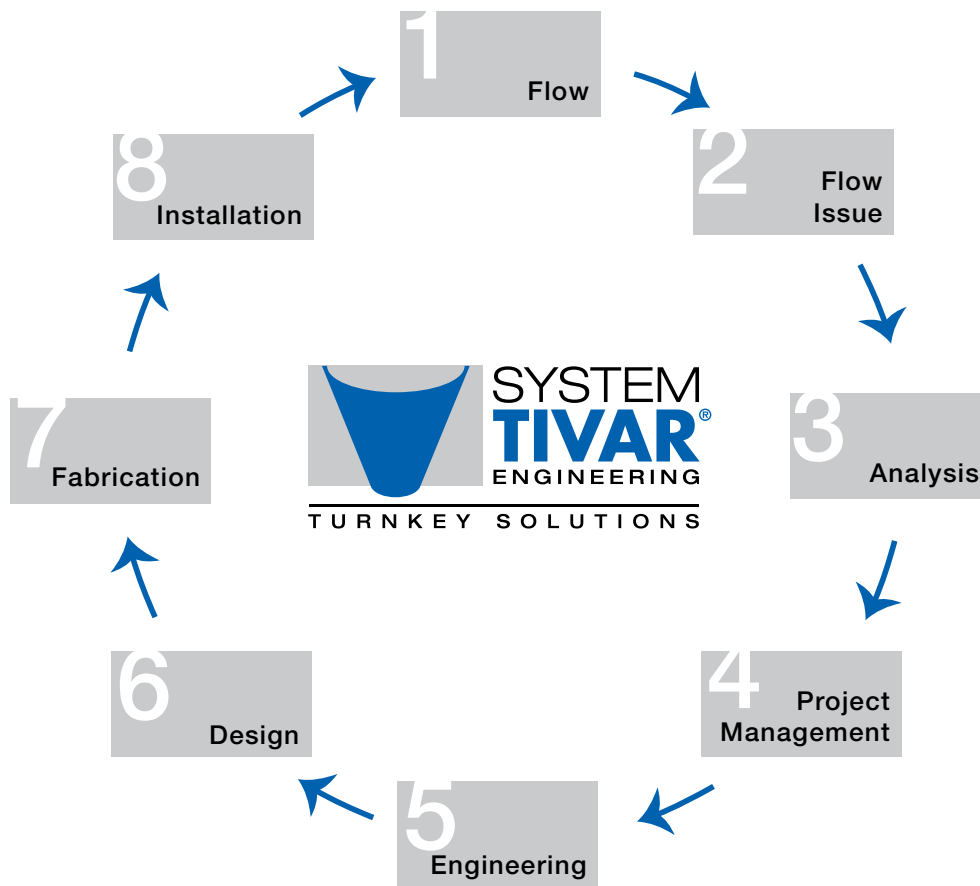 1
Flow
2
Flow
Issue
3
Analysis
4
Project
Management
5
Engineering
6
Design
7
Fabrication
8
Installation
SYSTEM
TIVAR®
ENGINEERING
TURNKEY SOLUTIONS